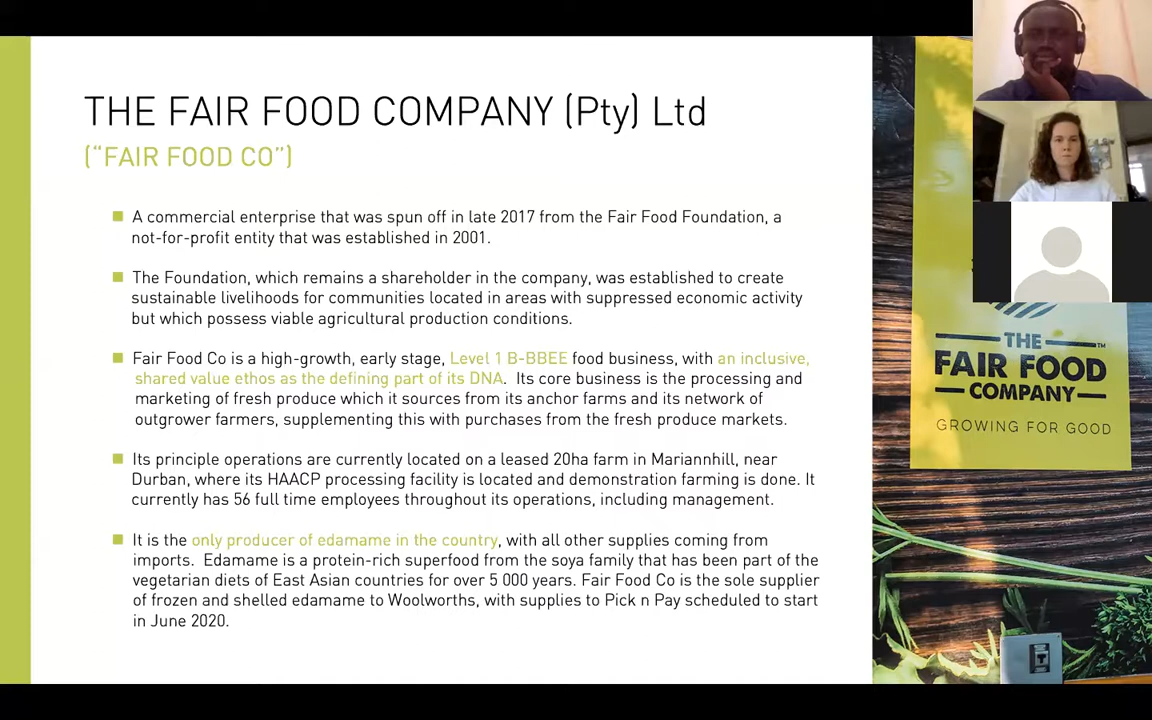 THE FAIR FOOD COMPANY (Pty) Ltd
("FAIR FOOD CO")
A commercial enterprise that was spun off in late 2017 from the Fair Food Foundation, a
not-for-profit entity that was established in 2001.
The Foundation, which remains a shareholder in the company, was established to create
sustainable livelihoods for communities located in areas with suppressed economic activity
but which possess viable agricultural production conditions.
Fair Food Co is a high-growth, early stage, Level 1 B-BBEE food business, with an inclusive,
shared value ethos as the defining part of its DNA. Its core business is the processing and
marketing of fresh produce which it sources from its anchor farms and its network of
outgrower farmers, supplementing this with purchases from the fresh produce markets.
Its principle operations are currently located on a leased 20ha farm in Mariannhill, near
Durban, where its HAACP processing facility is located and demonstration farming is done. It
currently has 56 full time employees throughout its operations, including management.
It is the only producer of edamame in the country, with all other supplies coming from
imports. Edamame is a protein-rich superfood from the soya family that has been part of the
vegetarian diets of East Asian countries for over 5 000 years. Fair Food Co is the sole supplier
of frozen and shelled edamame to Woolworths, with supplies to Pick n Pay scheduled to start
in June 2020.
THE
FAIR FOOD™
COMPANY
GROWING FOR GOOD